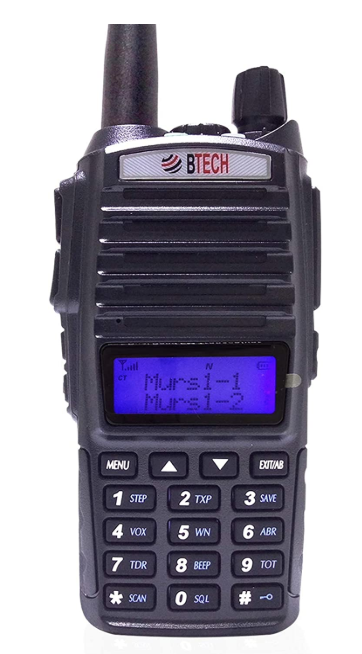 BTECH
CT N
Murs1-1
Murs1-2
MENU ▲ ▼ EXIT/AB
1 STEP 2 TXP 3 SAVE
4 VOX 5 WN 6 ABR
7 TDR 8 BEEP 9 TOT
* SCAN 0 SQL #